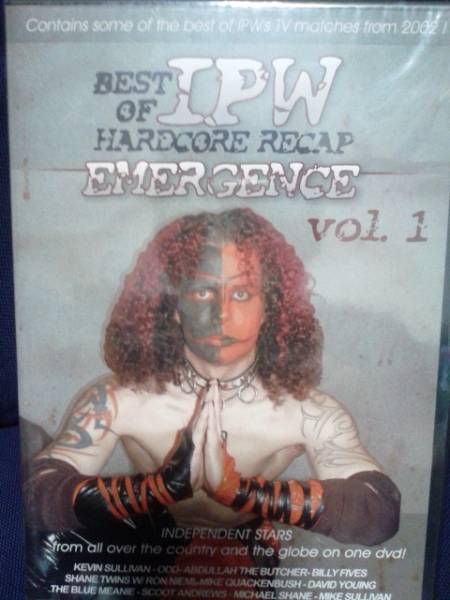 Contains some of the best of IPW's TV matches from 2002!
BEST OF IPW
HARDCORE RECAP
EMERGENCE
vol. 1
INDEPENDENT STARS
from all over the country and the globe on one dvd!
KEVIN SULLIVAN - ODD - ABDULLAH THE BUTCHER - BILLY FIVES
SHANE TWINS W/ RON NIEMI - MIKE QUACKENBUSH - DAVID YOUNG
THE BLUE MEANIE - SCOOT ANDREWS - MICHAEL SHANE - MIKE SULLIVAN